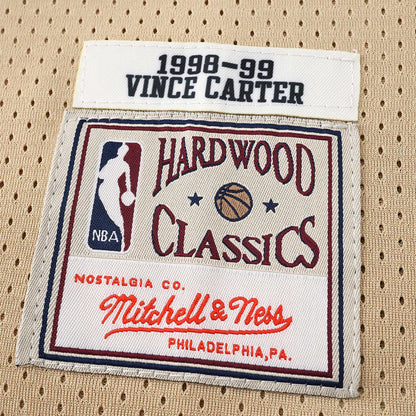 1998-99
VINCE CARTER
HARDWOOD
CLASSICS
NBA
NOSTALGIA CO.
Mitchell & Ness
PHILADELPHIA, PA.